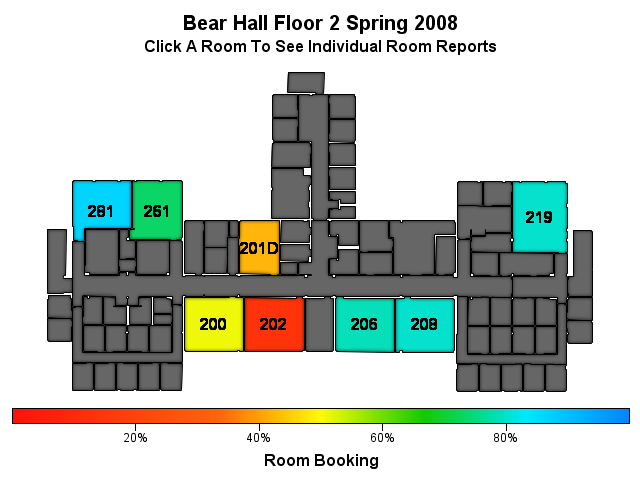 Bear Hall Floor 2 Spring 2008
Click A Room To See Individual Room Reports
281 261 219
201D
200 202 206 208
20% 40% 60% 80%
Room Booking